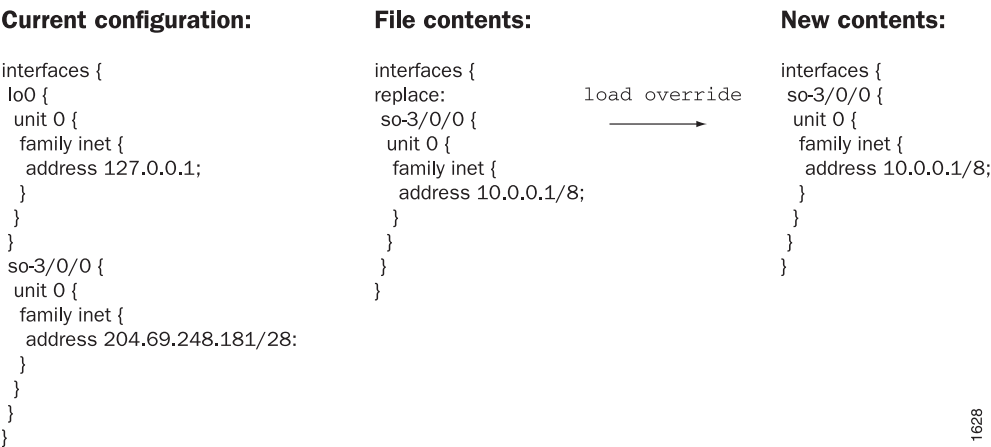 Current configuration:
interfaces {
lo0 {
unit 0 {
family inet {
address 127.0.0.1;
}
}
}
so-3/0/0 {
unit 0 {
family inet {
address 204.69.248.181/28:
}
}
}
}
File contents:
interfaces {
replace:
so-3/0/0 {
unit 0 {
family inet {
address 10.0.0.1/8;
}
}
}
}
load override
New contents:
interfaces {
so-3/0/0 {
unit 0 {
family inet {
address 10.0.0.1/8;
}
}
}
}
1628